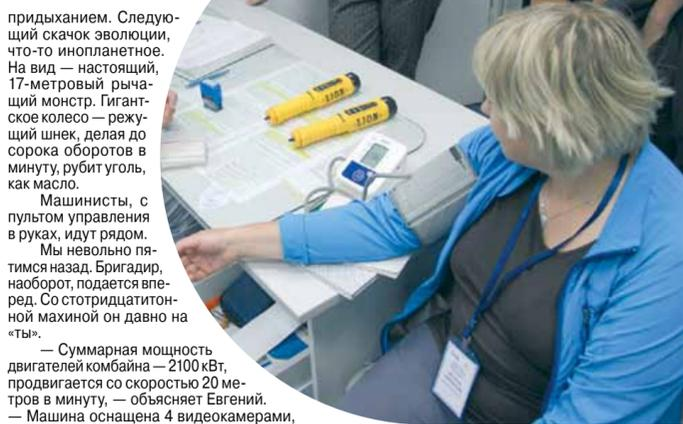 придыханием. Следую-
щий скачок эволюции,
что-то инопланетное.
На вид — настоящий,
17-метровый рыча-
щий монстр. Гигант-
ское колесо — режу-
щий шнек, делая до
сорока оборотов в
минуту, рубит уголь,
как масло.
Машинисты, с
пультом управления
в руках, идут рядом.
Мы невольно пя-
тимся назад. Бригадир,
наоборот, подается впе-
ред. Со стотридцатитон-
ной махиной он давно на
«ты».
— Суммарная мощность
двигателей комбайна — 2100 кВт,
продвигается со скоростью 20 ме-
тров в минуту, — объясняет Евгений.
— Машина оснащена 4 видеокамерами,
LION
LION